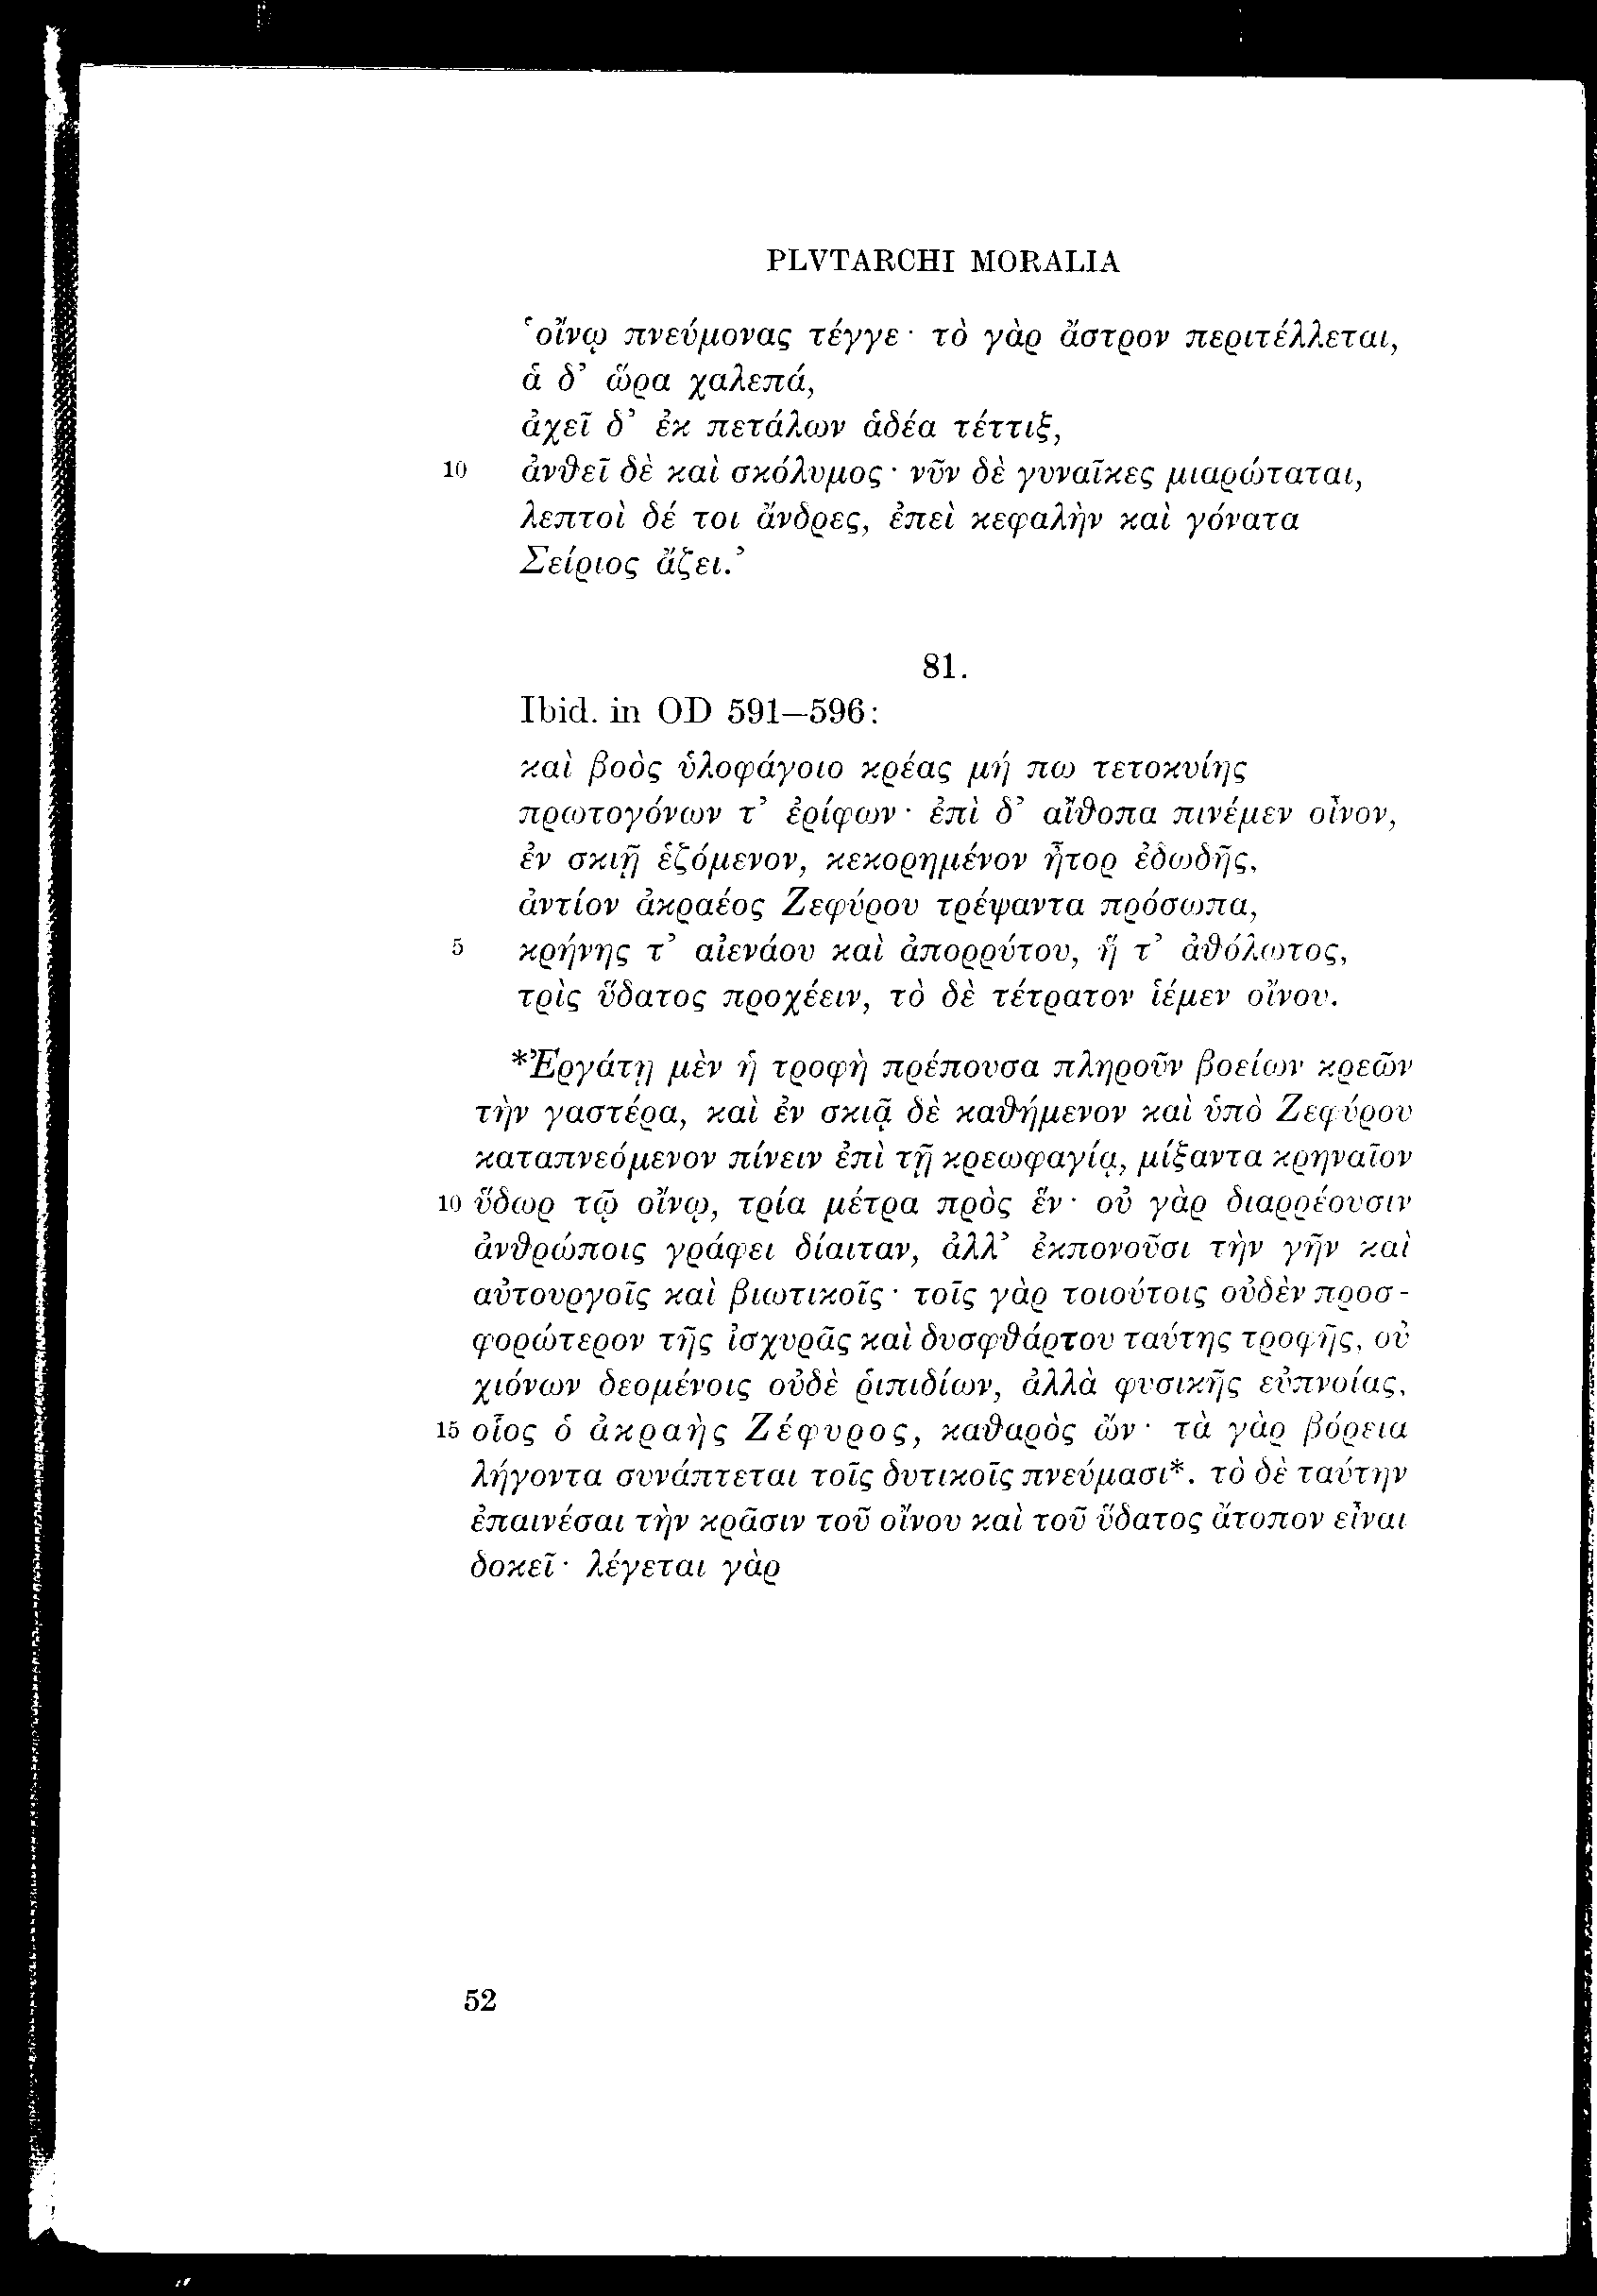 PLVTARCHI MORALIA
‘οἴνῳ πνεύμονας τέγγε· τὸ γὰρ ἄστρον περιτέλλεται,
ἁ δ’ ὥρα χαλεπά,
ἀχεῖ δ’ ἐκ πετάλων ἁδέα τέττιξ,
10 ἀνθεῖ δὲ καὶ σκόλυμος· νῦν δὲ γυναῖκες μιαρώταται,
λεπτοὶ δέ τοι ἄνδρες, ἐπεὶ κεφαλὴν καὶ γόνατα
Σείριος ἄζει.’
81.
Ibid. in OD 591–596:
καὶ βοὸς ὑλοφάγοιο κρέας μή πω τετοκυίης
πρωτογόνων τ’ ἐρίφων· ἐπὶ δ’ αἴθοπα πινέμεν οἶνον,
ἐν σκιῇ ἑζόμενον, κεκορημένον ἦτορ ἐδωδῆς,
ἀντίον ἀκραέος Ζεφύρου τρέψαντα πρόσωπα,
5 κρήνης τ’ αἰενάου καὶ ἀπορρύτου, ἥ τ’ ἀθόλωτος,
τρὶς ὕδατος προχέειν, τὸ δὲ τέτρατον ἱέμεν οἴνου.
*Ἐργάτῃ μὲν ἡ τροφὴ πρέπουσα πληροῦν βοείων κρεῶν
τὴν γαστέρα, καὶ ἐν σκιᾷ δὲ καθήμενον καὶ ὑπὸ Ζεφύρου
καταπνεόμενον πίνειν ἐπὶ τῇ κρεωφαγίᾳ, μίξαντα κρηναῖον
10 ὕδωρ τῷ οἴνῳ, τρία μέτρα πρὸς ἕν· οὐ γὰρ διαρρέουσιν
ἀνθρώποις γράφει δίαιταν, ἀλλ’ ἐκπονοῦσι τὴν γῆν καὶ
αὐτουργοῖς καὶ βιωτικοῖς· τοῖς γὰρ τοιούτοις οὐδὲν προσ-
φορώτερον τῆς ἰσχυρᾶς καὶ δυσφθάρτου ταύτης τροφῆς, οὐ
χιόνων δεομένοις οὐδὲ ῥιπιδίων, ἀλλὰ φυσικῆς εὐπνοίας,
15 οἷος ὁ ἀκραὴς Ζέφυρος, καθαρὸς ὤν· τὰ γὰρ βόρεια
λήγοντα συνάπτεται τοῖς δυτικοῖς πνεύμασι*. τὸ δὲ ταύτην
ἐπαινέσαι τὴν κρᾶσιν τοῦ οἴνου καὶ τοῦ ὕδατος ἄτοπον εἶναι
δοκεῖ· λέγεται γὰρ
52